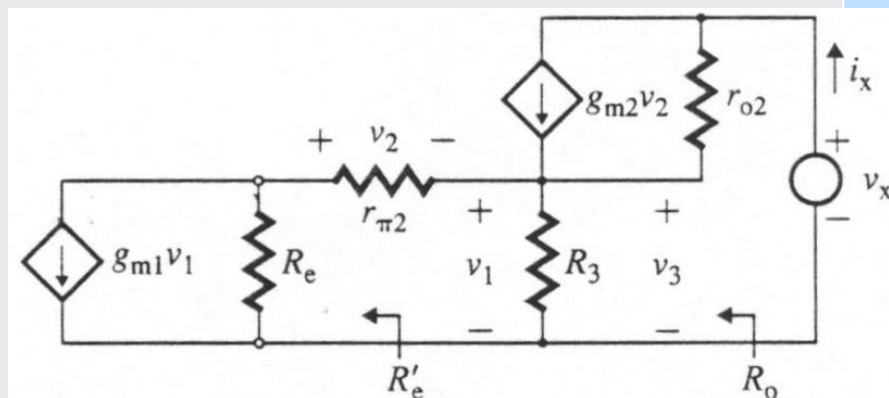 g_m2 v_2
r_o2
i_x
+ v_x −
+ v_2 −
r_π2
g_m1 v_1
R_e
+ v_1 −
R_3
+ v_3 −
R'_e
R_o